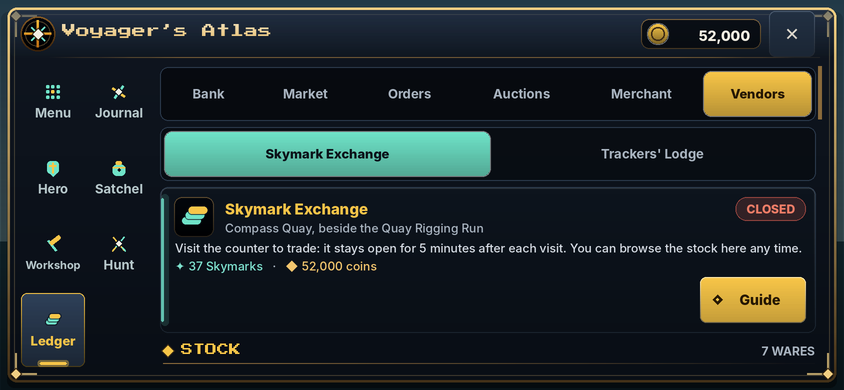 Voyager's Atlas
52,000
✕
Menu
Journal
Hero
Satchel
Workshop
Hunt
Ledger
Bank
Market
Orders
Auctions
Merchant
Vendors
Skymark Exchange
Trackers' Lodge
Skymark Exchange
CLOSED
Compass Quay, beside the Quay Rigging Run
Visit the counter to trade: it stays open for 5 minutes after each visit. You can browse the stock here any time.
✦ 37 Skymarks · ◆ 52,000 coins
Guide
◆ STOCK
7 WARES